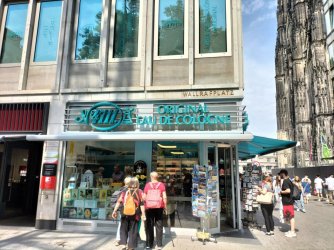 WALLRAFPLATZ
4711
ORIGINAL
EAU DE COLOGNE